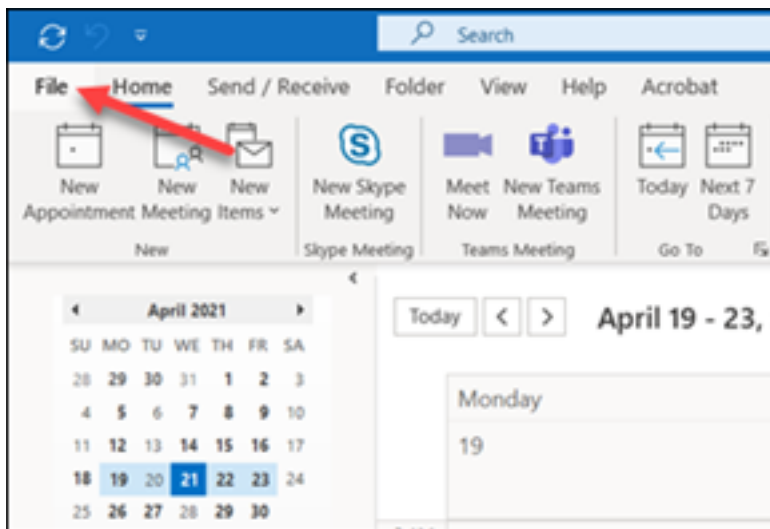 Search
File Home Send / Receive Folder View Help Acrobat
New Appointment
New Meeting
New Items
New
New Skype Meeting
Skype Meeting
Meet Now
New Teams Meeting
Teams Meeting
Today
Next 7 Days
Go To
April 2021
SU MO TU WE TH FR SA
28 29 30 31 1 2 3
4 5 6 7 8 9 10
11 12 13 14 15 16 17
18 19 20 21 22 23 24
25 26 27 28 29 30
Today
April 19 - 23,
Monday
19